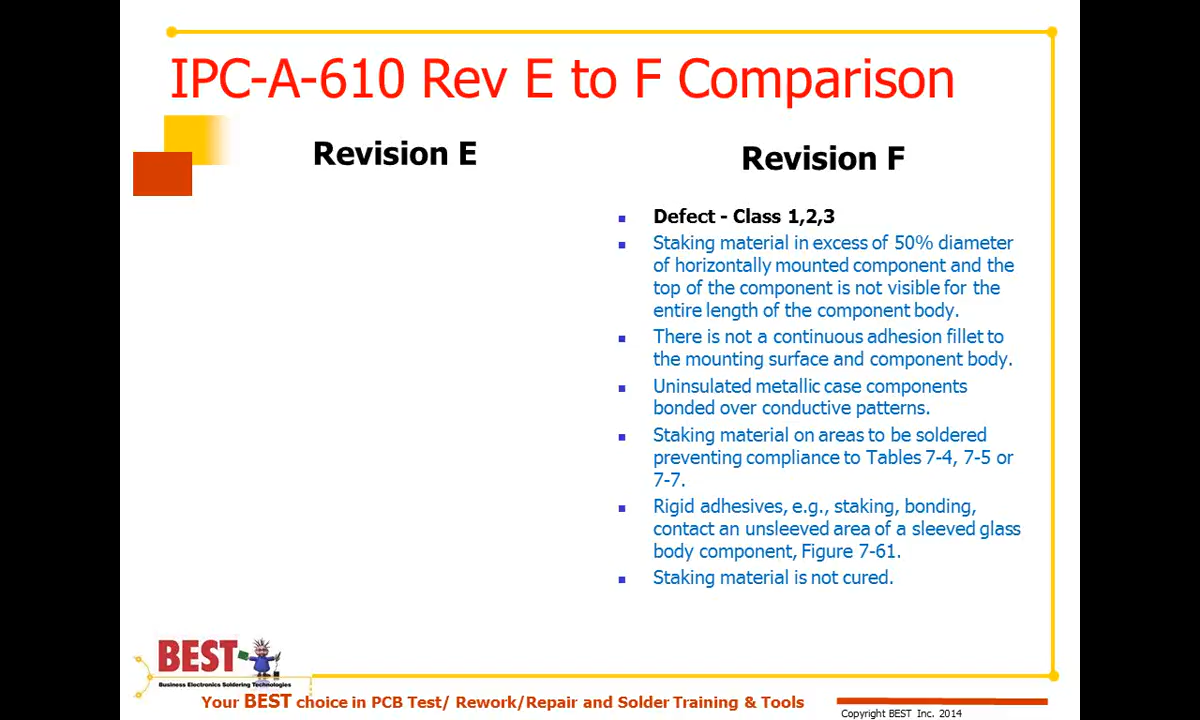 IPC-A-610 Rev E to F Comparison
Revision E
Revision F
Defect - Class 1,2,3
Staking material in excess of 50% diameter
of horizontally mounted component and the
top of the component is not visible for the
entire length of the component body.
There is not a continuous adhesion fillet to
the mounting surface and component body.
Uninsulated metallic case components
bonded over conductive patterns.
Staking material on areas to be soldered
preventing compliance to Tables 7-4, 7-5 or
7-7.
Rigid adhesives, e.g., staking, bonding,
contact an unsleeved area of a sleeved glass
body component, Figure 7-61.
Staking material is not cured.
BEST
Business Electronics Soldering Technologies
Your BEST choice in PCB Test/ Rework/Repair and Solder Training & Tools
Copyright BEST Inc. 2014